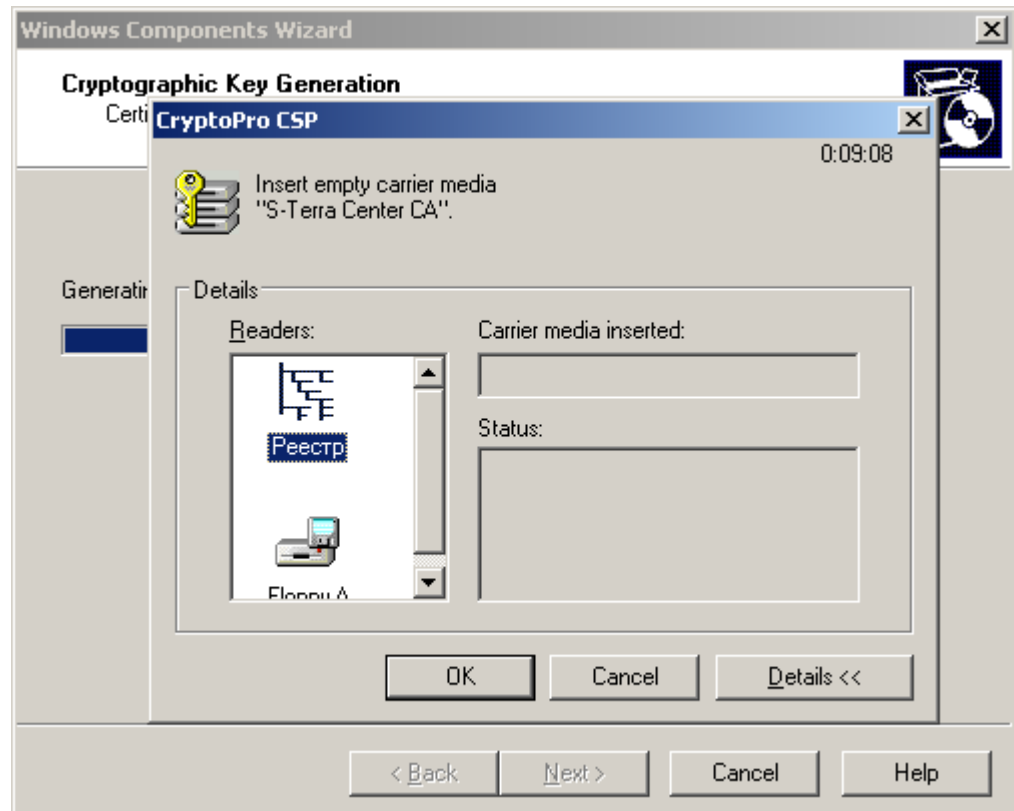 Windows Components Wizard
Cryptographic Key Generation
Certi
CryptoPro CSP
0:09:08
Insert empty carrier media
"S-Terra Center CA".
Generatin
Details
Readers:
Carrier media inserted:
Реестр
Status:
Floppy A
OK
Cancel
Details <<
< Back
Next >
Cancel
Help